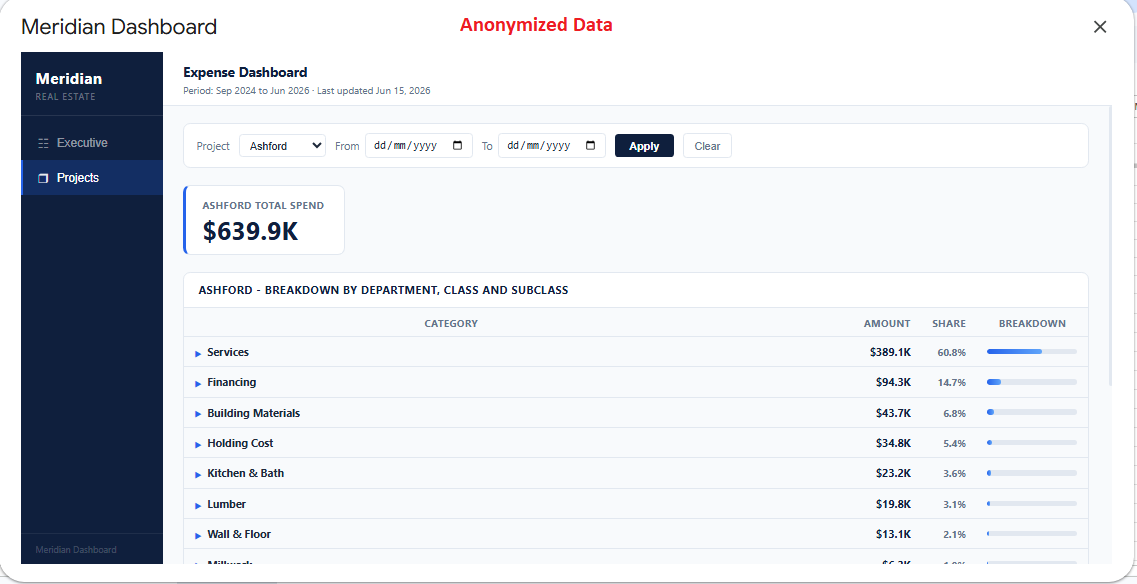 Meridian Dashboard
Anonymized Data
Meridian
REAL ESTATE
Executive
Projects
Meridian Dashboard
Expense Dashboard
Period: Sep 2024 to Jun 2026 · Last updated Jun 15, 2026
Project Ashford From dd/mm/yyyy To dd/mm/yyyy Apply Clear
ASHFORD TOTAL SPEND
$639.9K
ASHFORD - BREAKDOWN BY DEPARTMENT, CLASS AND SUBCLASS
CATEGORY AMOUNT SHARE BREAKDOWN
Services $389.1K 60.8%
Financing $94.3K 14.7%
Building Materials $43.7K 6.8%
Holding Cost $34.8K 5.4%
Kitchen & Bath $23.2K 3.6%
Lumber $19.8K 3.1%
Wall & Floor $13.1K 2.1%